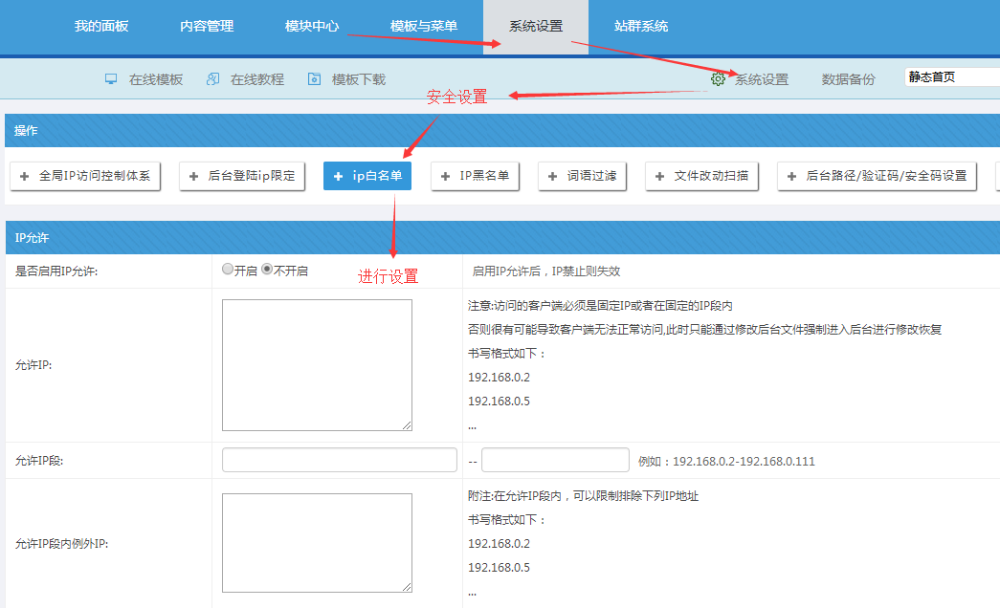 我的面板 内容管理 模块中心 模板与菜单 系统设置 站群系统
在线模板 在线教程 模板下载 系统设置 数据备份 静态首页
安全设置
操作
全局IP访问控制体系 后台登陆ip限定 ip白名单 IP黑名单 词语过滤 文件改动扫描 后台路径/验证码/安全码设置
IP允许
是否启用IP允许: 开启 不开启 启用IP允许后，IP禁止则失效
进行设置
注意:访问的客户端必须是固定IP或者在固定的IP段内
否则很有可能导致客户端无法正常访问,此时只能通过修改后台文件强制进入后台进行修改恢复
书写格式如下：
允许IP:
192.168.0.2
192.168.0.5
...
允许IP段: -- 例如：192.168.0.2-192.168.0.111
附注:在允许IP段内，可以限制排除下列IP地址
书写格式如下：
允许IP段内例外IP:
192.168.0.2
192.168.0.5
...